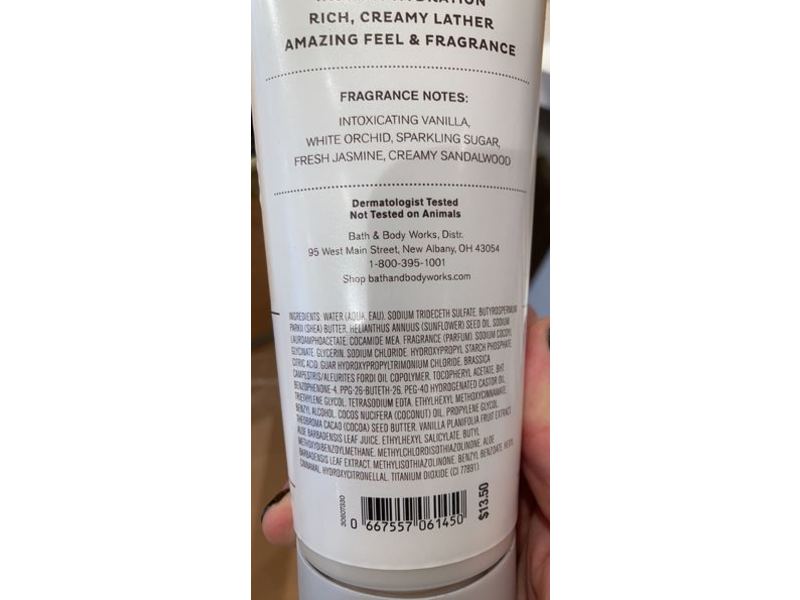 HYDRATION
RICH, CREAMY LATHER
AMAZING FEEL & FRAGRANCE
FRAGRANCE NOTES:
INTOXICATING VANILLA,
WHITE ORCHID, SPARKLING SUGAR,
FRESH JASMINE, CREAMY SANDALWOOD
Dermatologist Tested
Not Tested on Animals
Bath & Body Works, Distr.
95 West Main Street, New Albany, OH 43054
1-800-395-1001
Shop bathandbodyworks.com
INGREDIENTS: WATER (AQUA, EAU), SODIUM TRIDECETH SULFATE, BUTYROSPERMUM
PARKII (SHEA) BUTTER, HELIANTHUS ANNUUS (SUNFLOWER) SEED OIL, SODIUM
LAUROAMPHOACETATE, COCAMIDE MEA, FRAGRANCE (PARFUM), SODIUM COCOYL
GLYCINATE, GLYCERIN, SODIUM CHLORIDE, HYDROXYPROPYL STARCH PHOSPHATE,
CITRIC ACID, GUAR HYDROXYPROPYLTRIMONIUM CHLORIDE, BRASSICA
CAMPESTRIS/ALEURITES FORDI OIL COPOLYMER, TOCOPHERYL ACETATE, BHT,
BENZOPHENONE-4, PPG-26-BUTETH-26, PEG-40 HYDROGENATED CASTOR OIL,
TRIETHYLENE GLYCOL, TETRASODIUM EDTA, ETHYLHEXYL METHOXYCINNAMATE,
BENZYL ALCOHOL, COCOS NUCIFERA (COCONUT) OIL, PROPYLENE GLYCOL,
THEOBROMA CACAO (COCOA) SEED BUTTER, VANILLA PLANIFOLIA FRUIT EXTRACT,
ALOE BARBADENSIS LEAF JUICE, ETHYLHEXYL SALICYLATE, BUTYL
METHOXYDIBENZOYLMETHANE, METHYLCHLOROISOTHIAZOLINONE, ALOE
BARBADENSIS LEAF EXTRACT, METHYLISOTHIAZOLINONE, BENZYL BENZOATE, HEXYL
CINNAMAL, HYDROXYCITRONELLAL, TITANIUM DIOXIDE (CI 77891).
0 667557 061450
$13.50